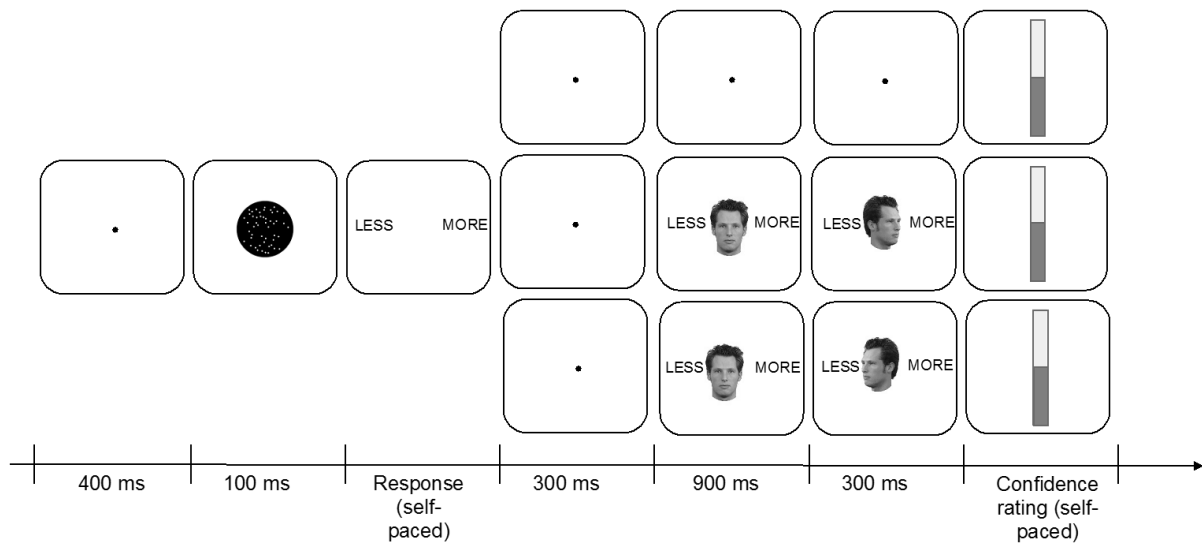 LESS MORE
LESS MORE
LESS MORE
LESS MORE
LESS MORE
400 ms
100 ms
Response
(self-
paced)
300 ms
900 ms
300 ms
Confidence
rating (self-
paced)